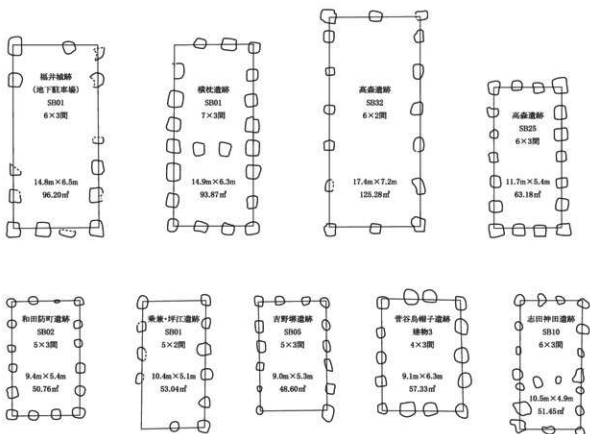 福井城跡
(地下駐車場)
SB01
6×3間
14.8m×6.5m
96.20㎡
横枕遺跡
SB01
7×3間
14.9m×6.3m
93.87㎡
高森遺跡
SB32
6×2間
17.4m×7.2m
125.28㎡
高森遺跡
SB25
6×3間
11.7m×5.4m
63.18㎡
和田防町遺跡
SB02
5×3間
9.4m×5.4m
50.76㎡
乗兼・坪江遺跡
SB01
5×2間
10.4m×5.1m
53.04㎡
吉野堺遺跡
SB05
5×3間
9.0m×5.3m
48.60㎡
菅谷烏帽子遺跡
建物3
4×3間
9.1m×6.3m
57.33㎡
志田神田遺跡
SB10
6×3間
10.5m×4.9m
51.45㎡